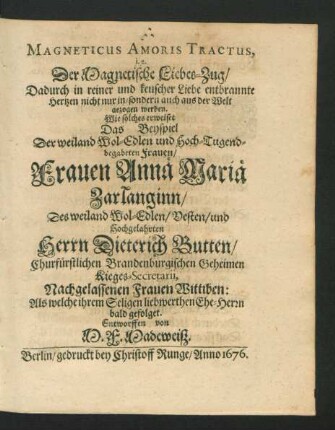 MAGNETICUS AMORIS TRACTUS,
i.e.
Der Magnetische Liebes-Zug/
Dadurch in reiner und keuscher Liebe entbrannte
Hertzen nicht nur in/ sondern auch aus der Welt
gezogen werden.
Wie solches erweiset
Das Beyspiel
Der weiland Wol-Edlen und Hoch-Tugend-
begabeten Frauen/
Frauen Anna Maria
Zarlanginn/
Des weiland Wol-Edlen/ Vesten/ und
Hochgelahrten
Herrn Dieterich Butten/
Churfürstlichen Brandenburgischen Geheimen
Krieges-Secretarii,
Nachgelassenen Frauen Wittiben:
Als welche ihrem Seligen liebwerthen Ehe-Herrn
bald gefolget.
Entworffen von
M. F. Madeweiß.
Berlin/ gedruckt bey Christoff Runge/ Anno 1676.